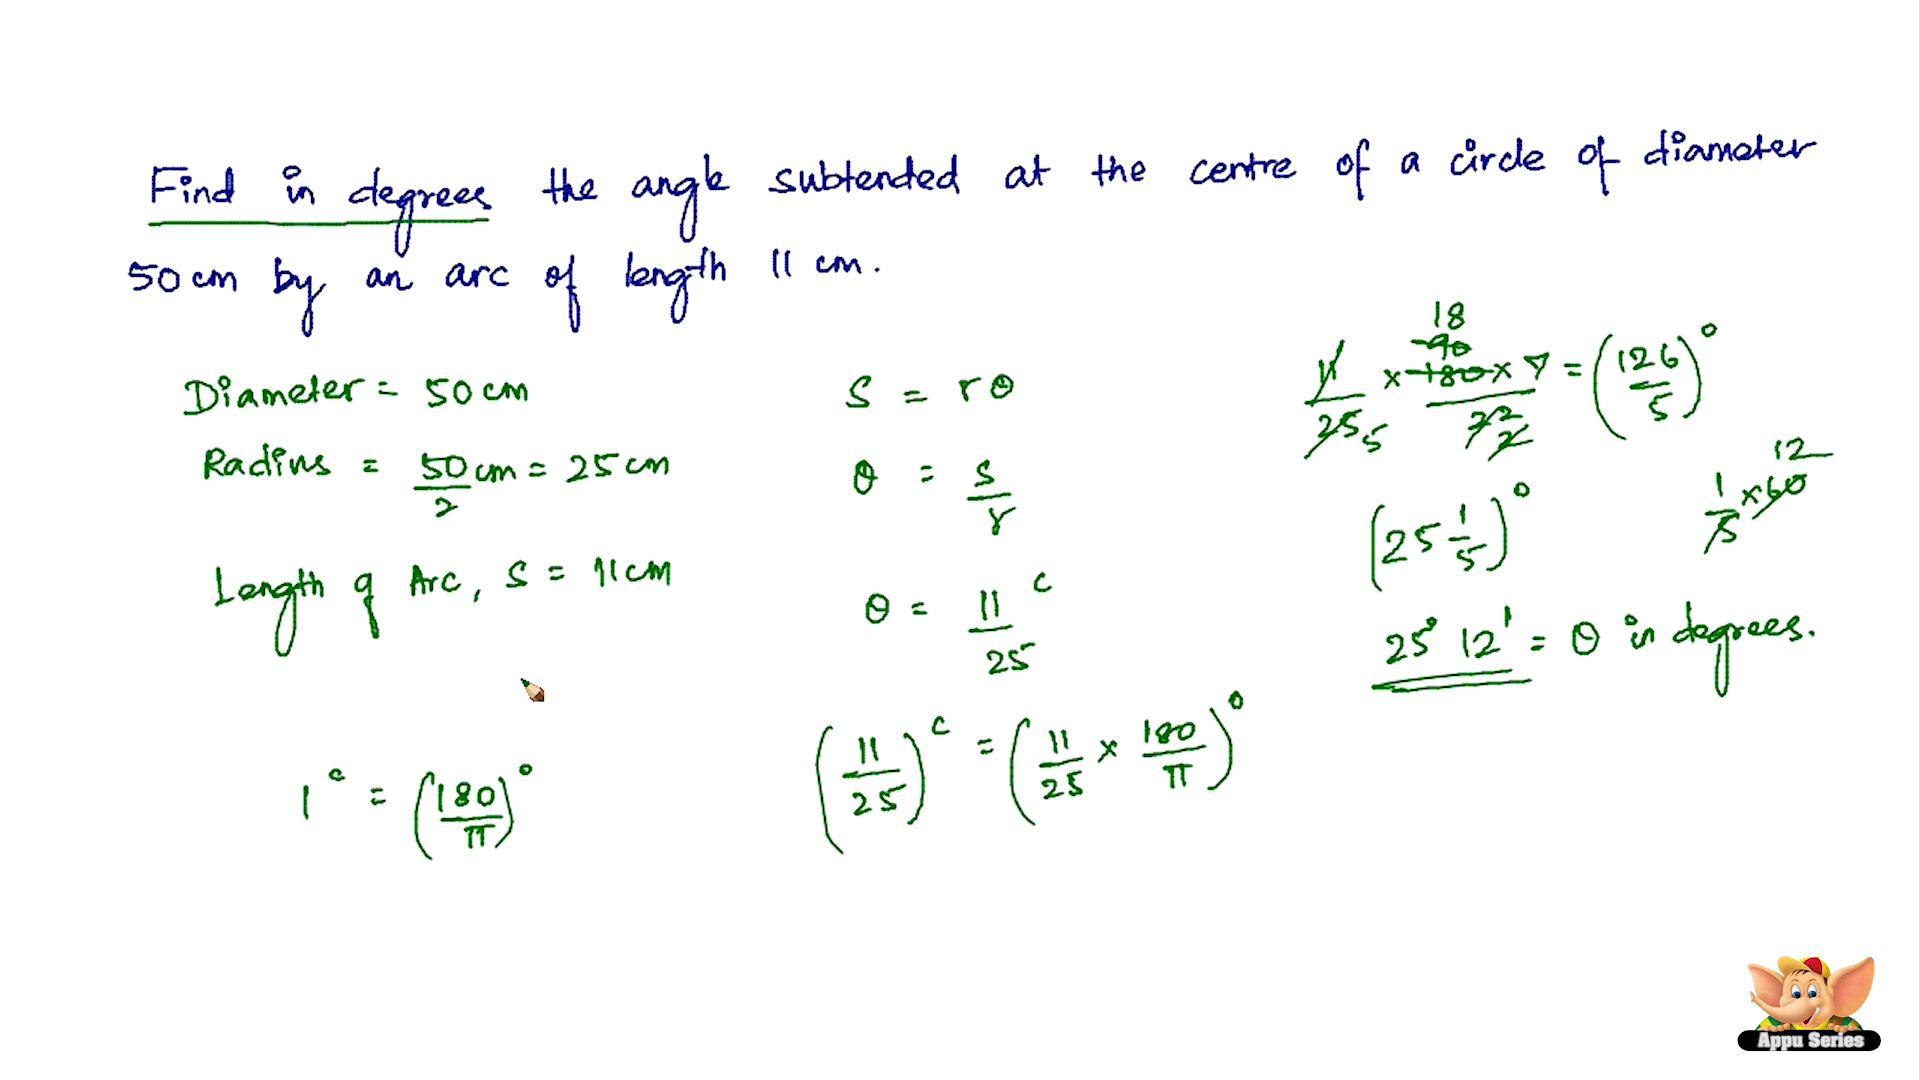 Find in degrees the angle subtended at the centre of a circle of diameter
50 cm by an arc of length 11 cm.
Diameter = 50 cm
Radius = 50/2 cm = 25 cm
Length of Arc, S = 11 cm
1ᶜ = (180/π)°
S = rθ
θ = S/r
θ = 11/25 ᶜ
(11/25)ᶜ = (11/25 × 180/π)°
18
90
11/25 5 × 180 × 7/22 2 = (126/5)°
(25 1/5)°
12
1/5 × 60
25° 12' = θ in degrees.
Appu Series